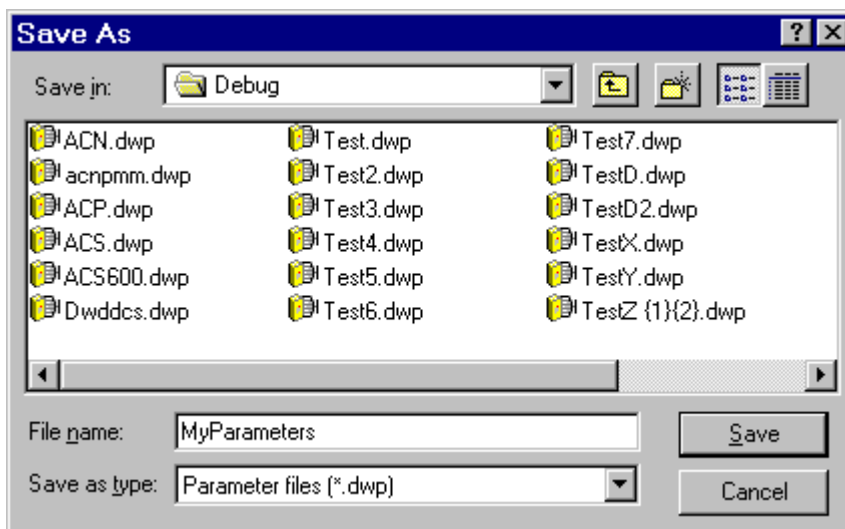 Save As
Save in: Debug
ACN.dwp Test.dwp Test7.dwp
acnpmm.dwp Test2.dwp TestD.dwp
ACP.dwp Test3.dwp TestD2.dwp
ACS.dwp Test4.dwp TestX.dwp
ACS600.dwp Test5.dwp TestY.dwp
Dwddcs.dwp Test6.dwp TestZ {1}{2}.dwp
File name: MyParameters Save
Save as type: Parameter files (*.dwp) Cancel